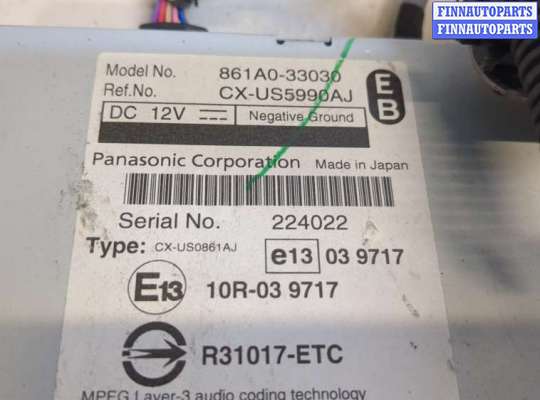 FINNAUTOPARTS
FINNAUTOPARTS
Model No. 861A0-33030
Ref.No. CX-US5990AJ
E
B
DC 12V Negative Ground
Panasonic Corporation Made in Japan
Serial No. 224022
Type: CX-US0861AJ e13 03 9717
E13 10R-03 9717
R31017-ETC
MPEG Layer-3 audio coding technology